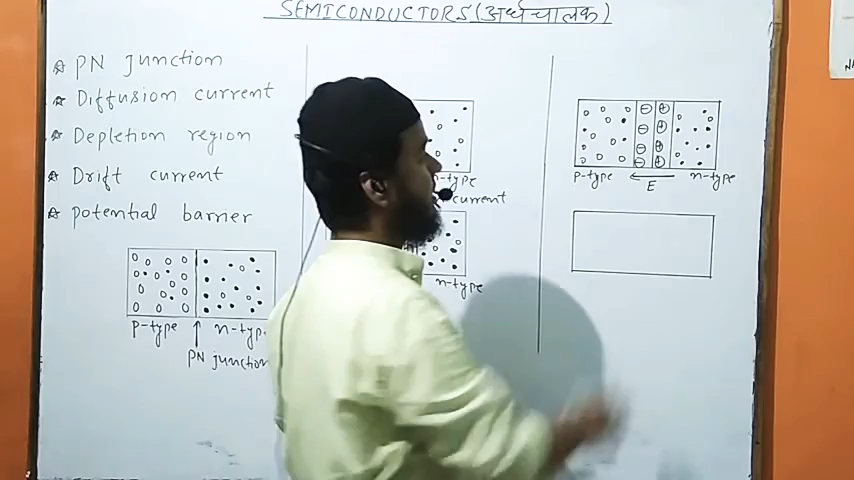 SEMICONDUCTORS (अर्धचालक)
☆ PN junction
☆ Diffusion current
☆ Depletion region
☆ Drift current
☆ potential barrier
P-type n-type
PN junction
n-type
current
n-type
P-type E n-type